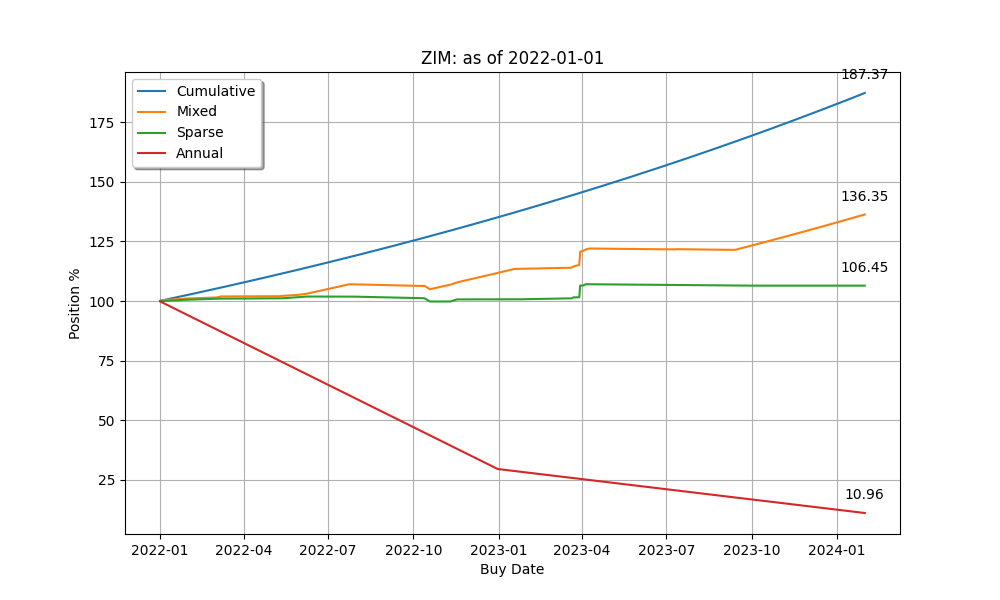 ZIM: as of 2022-01-01
187.37
Cumulative
Mixed
Sparse
Annual
136.35
106.45
10.96
Position %
175
150
125
100
75
50
25
2022-01
2022-04
2022-07
2022-10
2023-01
2023-04
2023-07
2023-10
2024-01
Buy Date